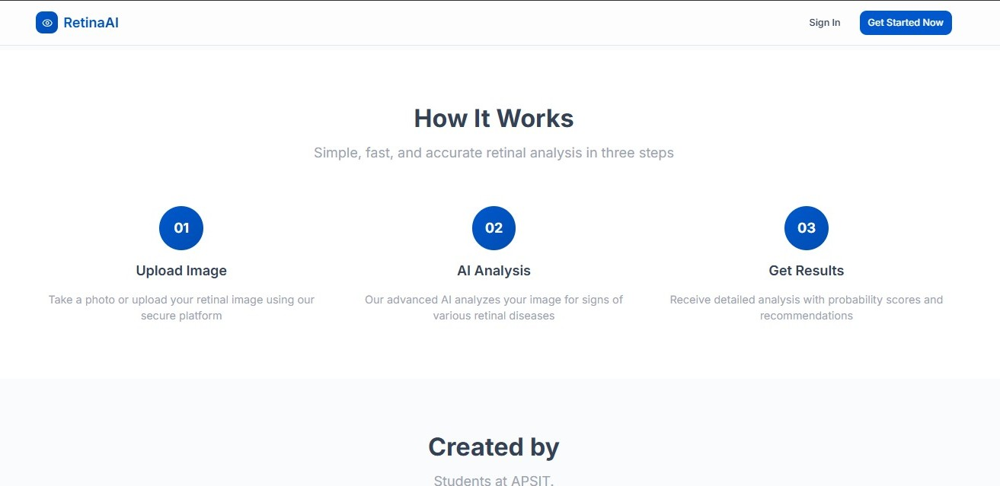 RetinaAI
Sign In
Get Started Now
How It Works
Simple, fast, and accurate retinal analysis in three steps
01
Upload Image
Take a photo or upload your retinal image using our
secure platform
02
AI Analysis
Our advanced AI analyzes your image for signs of
various retinal diseases
03
Get Results
Receive detailed analysis with probability scores and
recommendations
Created by
Students at APSIT.